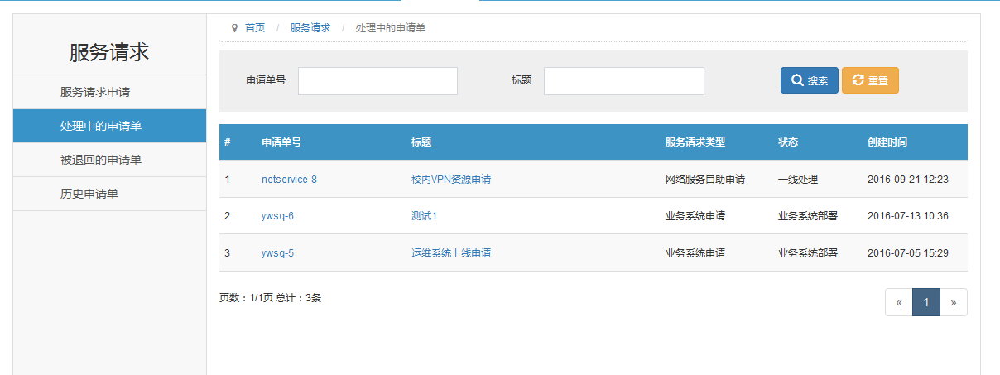 首页 / 服务请求 / 处理中的申请单
服务请求
服务请求申请
处理中的申请单
被退回的申请单
历史申请单
申请单号 标题 搜索 重置
# 申请单号 标题 服务请求类型 状态 创建时间
1 netservice-8 校内VPN资源申请 网络服务自助申请 一线处理 2016-09-21 12:23
2 ywsq-6 测试1 业务系统申请 业务系统部署 2016-07-13 10:36
3 ywsq-5 运维系统上线申请 业务系统申请 业务系统部署 2016-07-05 15:29
页数：1/1页 总计：3条
« 1 »